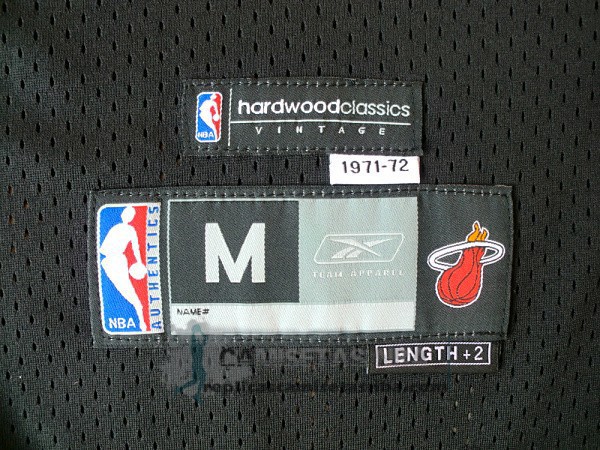 hardwoodclassics
VINTAGE
NBA
1971-72
AUTHENTICS
NBA
M
TEAM APPAREL
NAME#
CAMISETAS
LENGTH +2